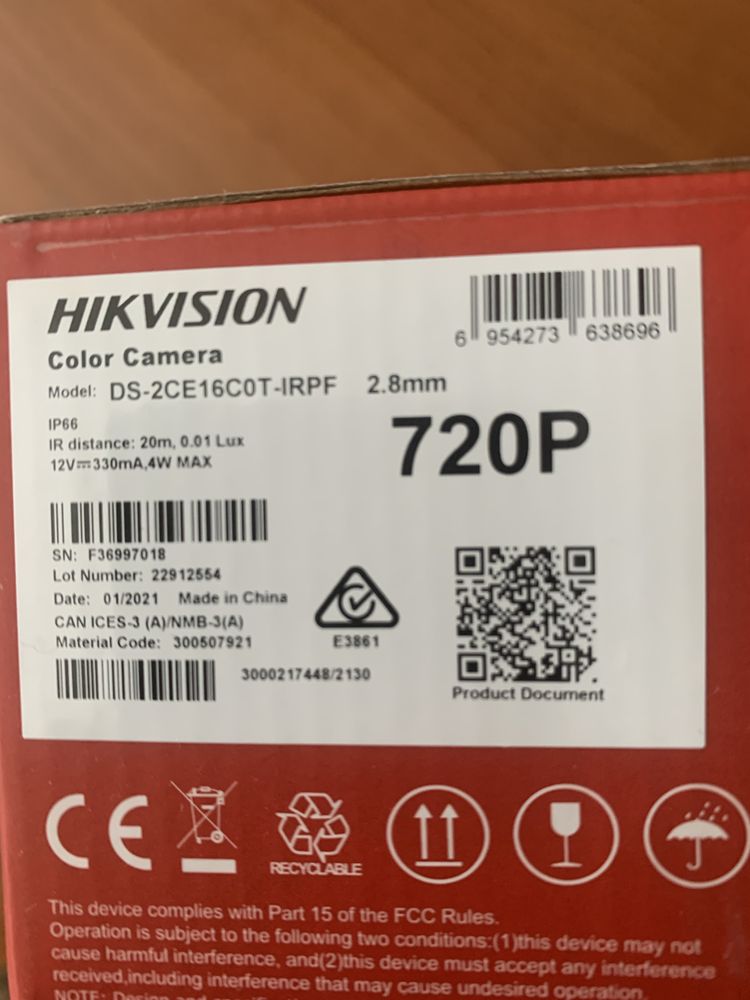 HIKVISION
6 954273 638696
Color Camera
Model: DS-2CE16C0T-IRPF 2.8mm
IP66
IR distance: 20m, 0.01 Lux
12V⎓330mA,4W MAX
720P
SN: F36997018
Lot Number: 22912554
Date: 01/2021 Made in China
CAN ICES-3 (A)/NMB-3(A)
Material Code: 300507921
E3861
3000217448/2130
Product Document
CE
RECYCLABLE
This device complies with Part 15 of the FCC Rules.
Operation is subject to the following two conditions:(1)this device may not
cause harmful interference, and(2)this device must accept any interference
received,including interference that may cause undesired operation
NOTE: Design and